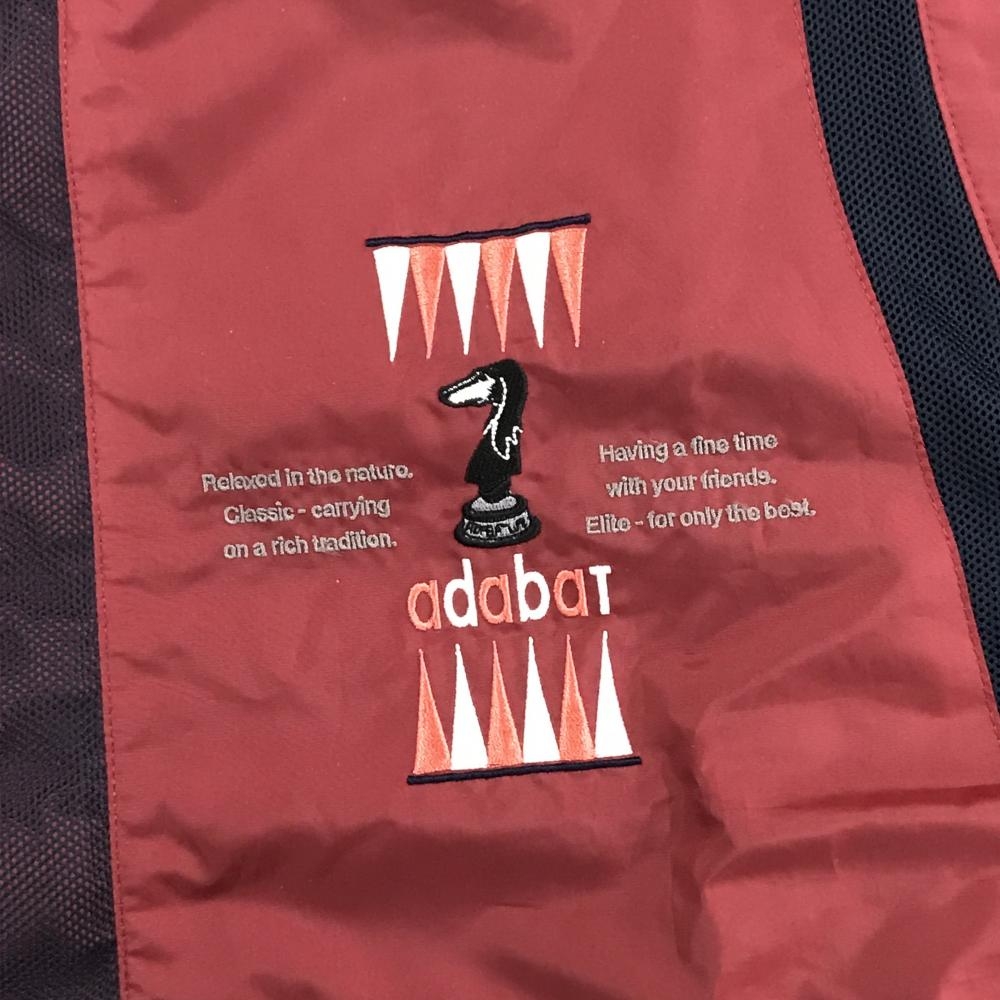 Relaxed in the nature.
Classic - carrying
on a rich tradition.
Having a fine time
with your friends.
Elite - for only the best.
adabaT